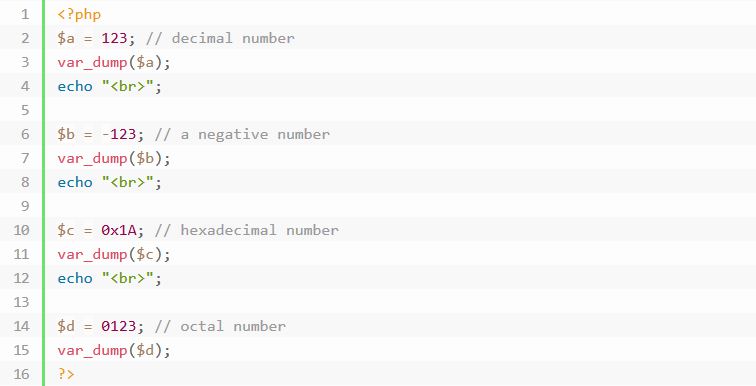 1 <?php
2 $a = 123; // decimal number
3 var_dump($a);
4 echo "<br>";
5
6 $b = -123; // a negative number
7 var_dump($b);
8 echo "<br>";
9
10 $c = 0x1A; // hexadecimal number
11 var_dump($c);
12 echo "<br>";
13
14 $d = 0123; // octal number
15 var_dump($d);
16 ?>